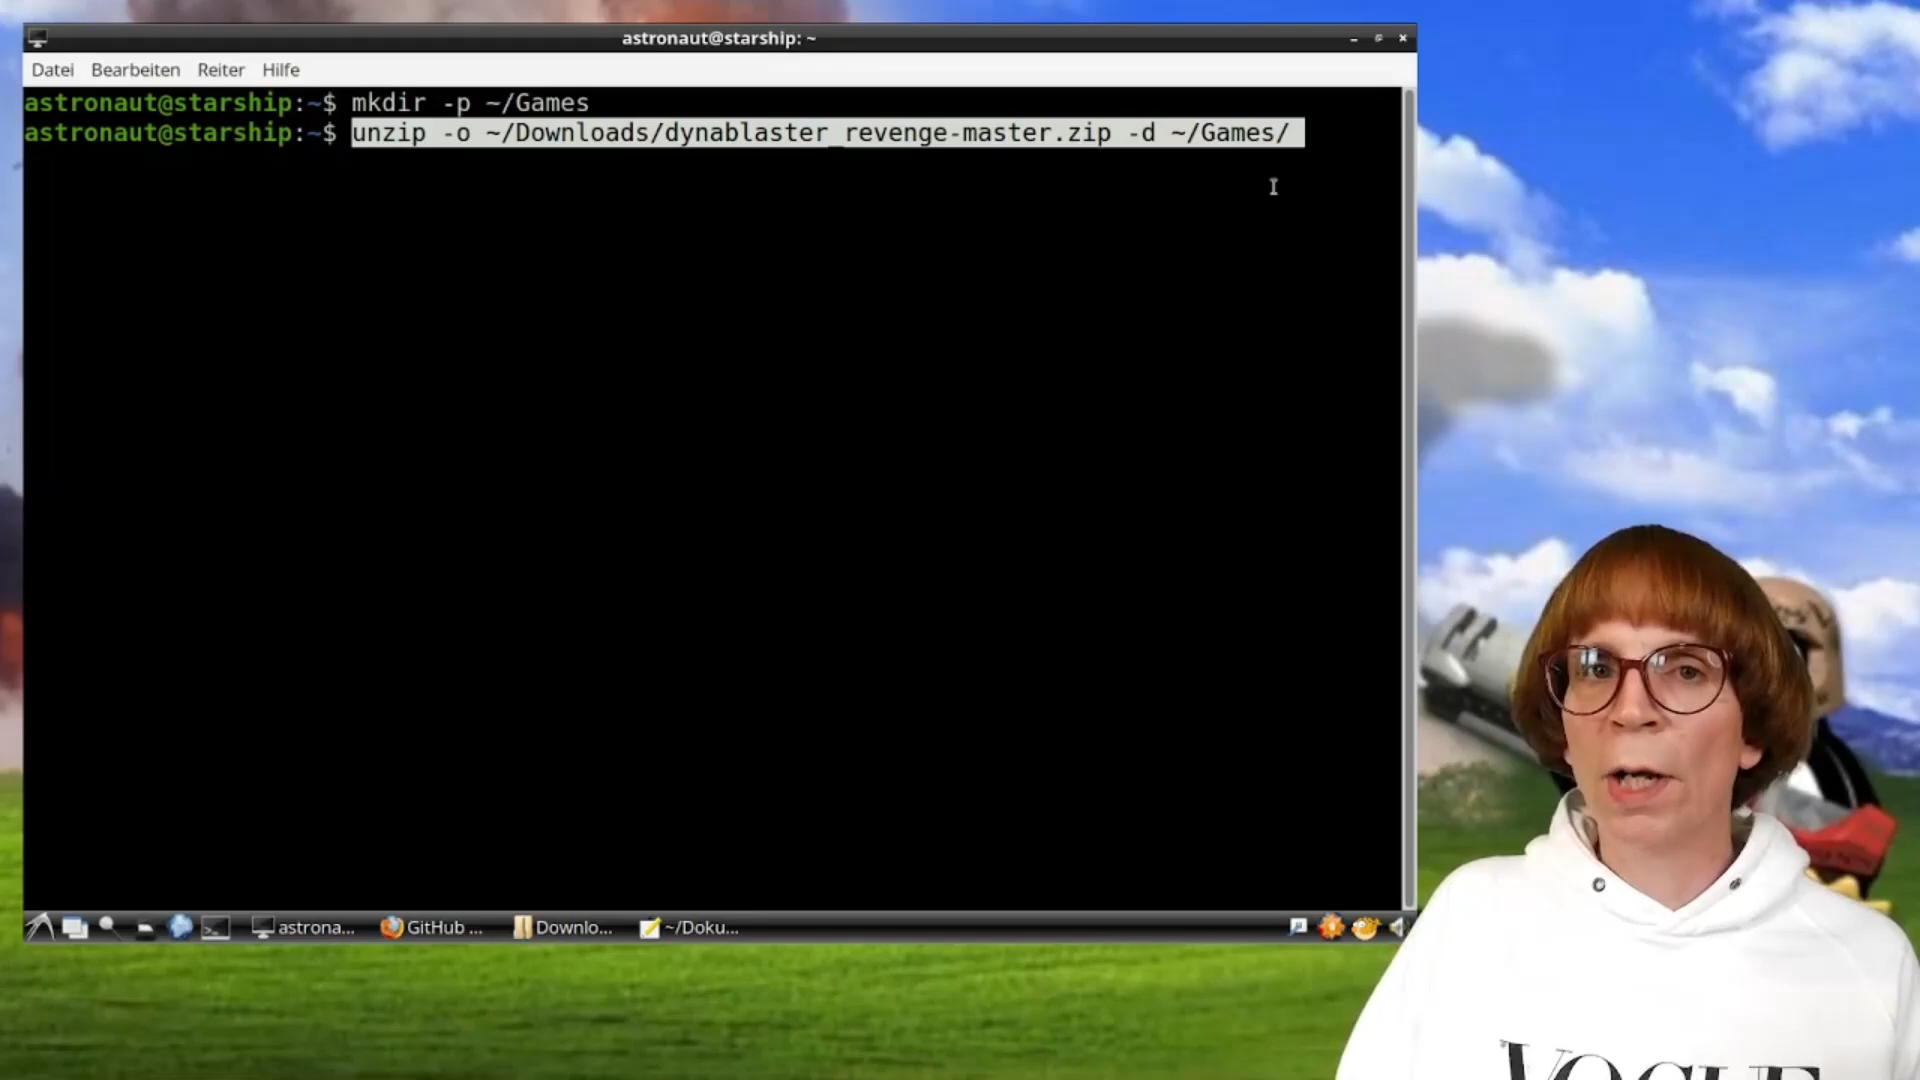 astronaut@starship: ~
Datei Bearbeiten Reiter Hilfe
astronaut@starship:~$ mkdir -p ~/Games
astronaut@starship:~$ unzip -o ~/Downloads/dynablaster_revenge-master.zip -d ~/Games/
astrona... GitHub ... Downlo... ~/Doku...
VOGUE